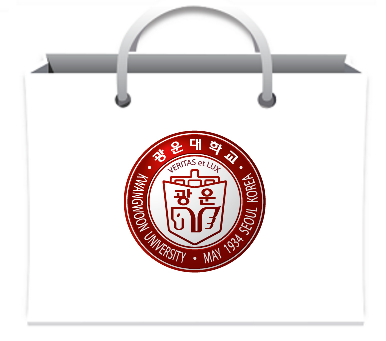 광운대학교
VERITAS et LUX
광운
KWANGWOON UNIVERSITY • MAY 1934 SEOUL KOREA